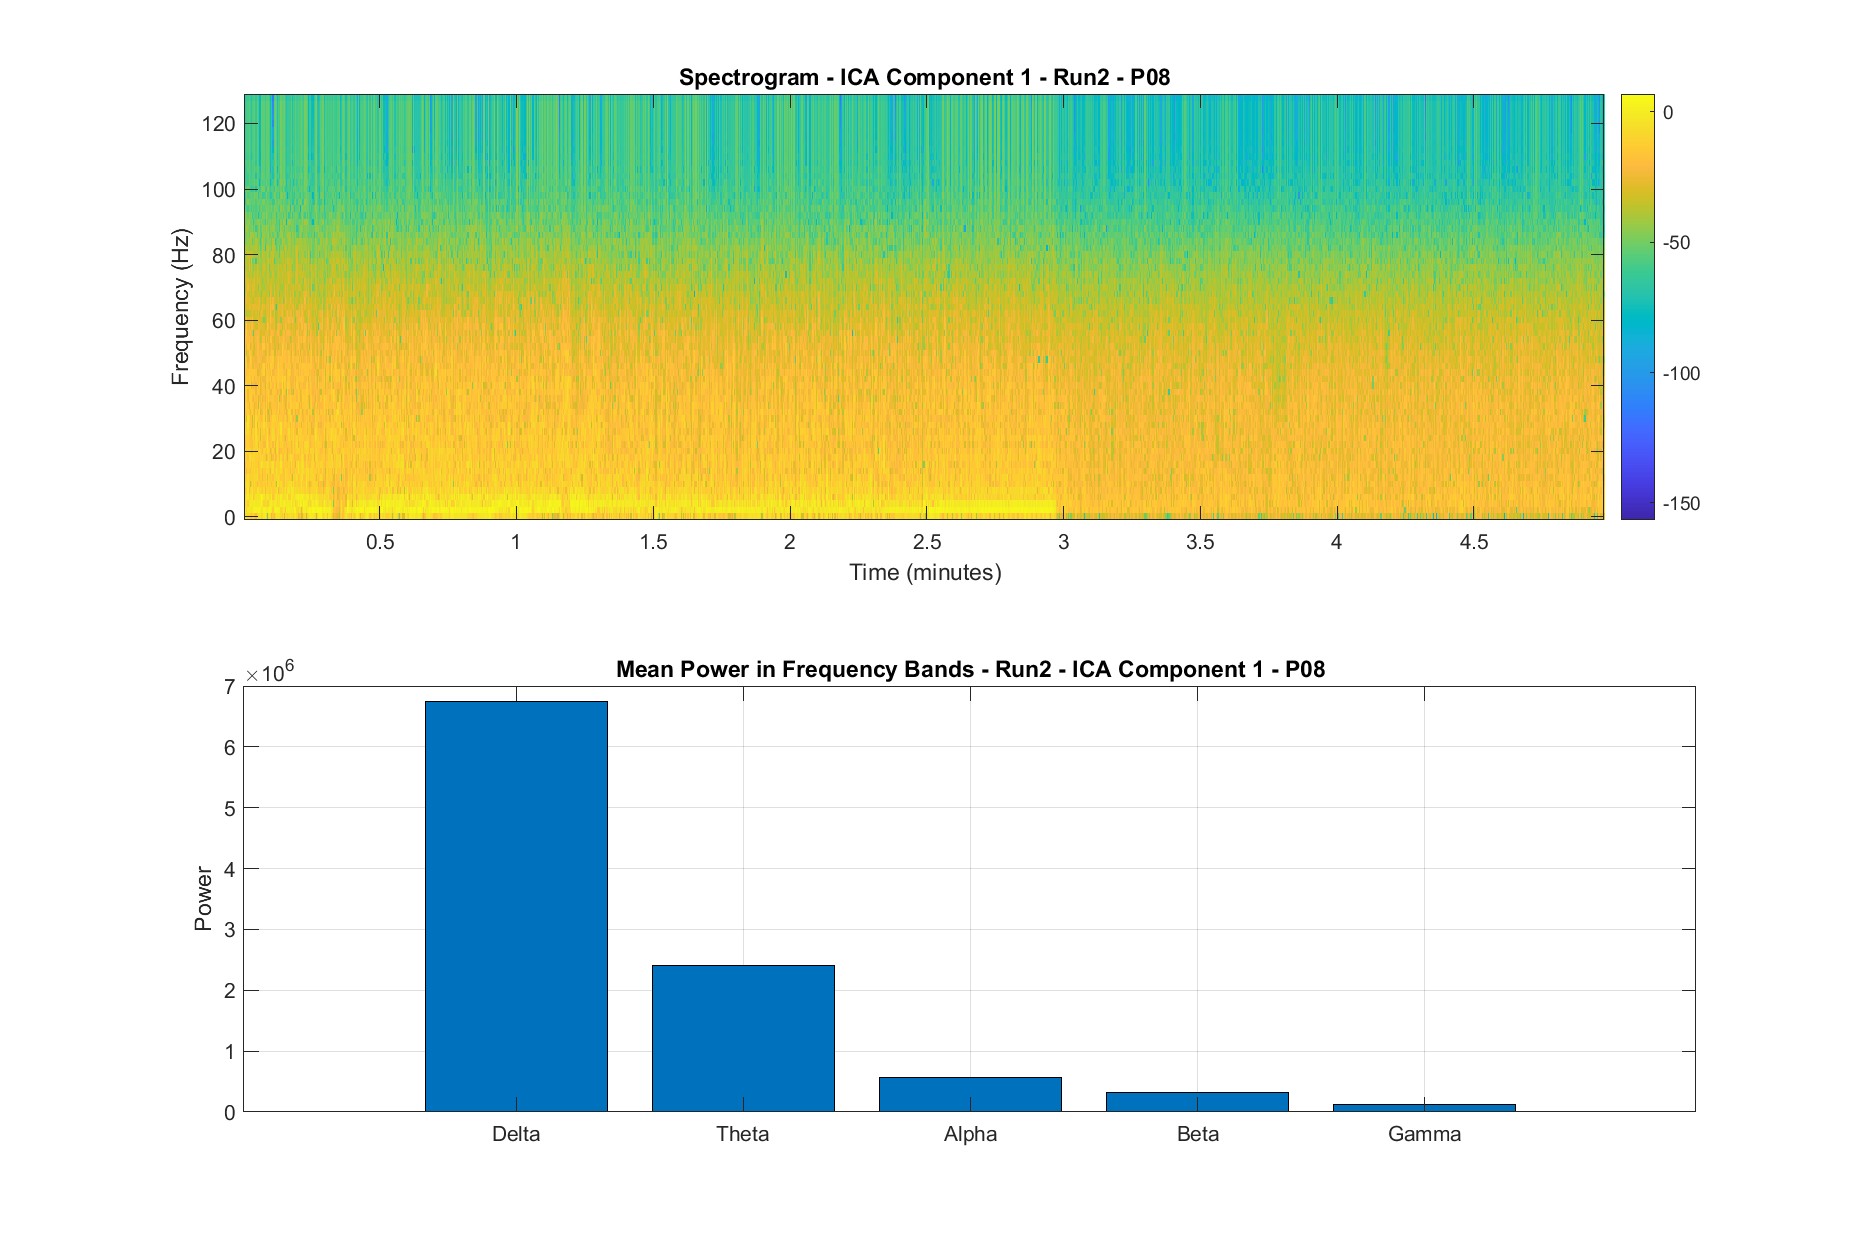 Spectrogram - ICA Component 1 - Run2 - P08
120
100
80
60
40
20
0
Frequency (Hz)
0.5 1 1.5 2 2.5 3 3.5 4 4.5
Time (minutes)
0
-50
-100
-150
Mean Power in Frequency Bands - Run2 - ICA Component 1 - P08
×10^6
7
6
5
4
3
2
1
0
Power
Delta Theta Alpha Beta Gamma